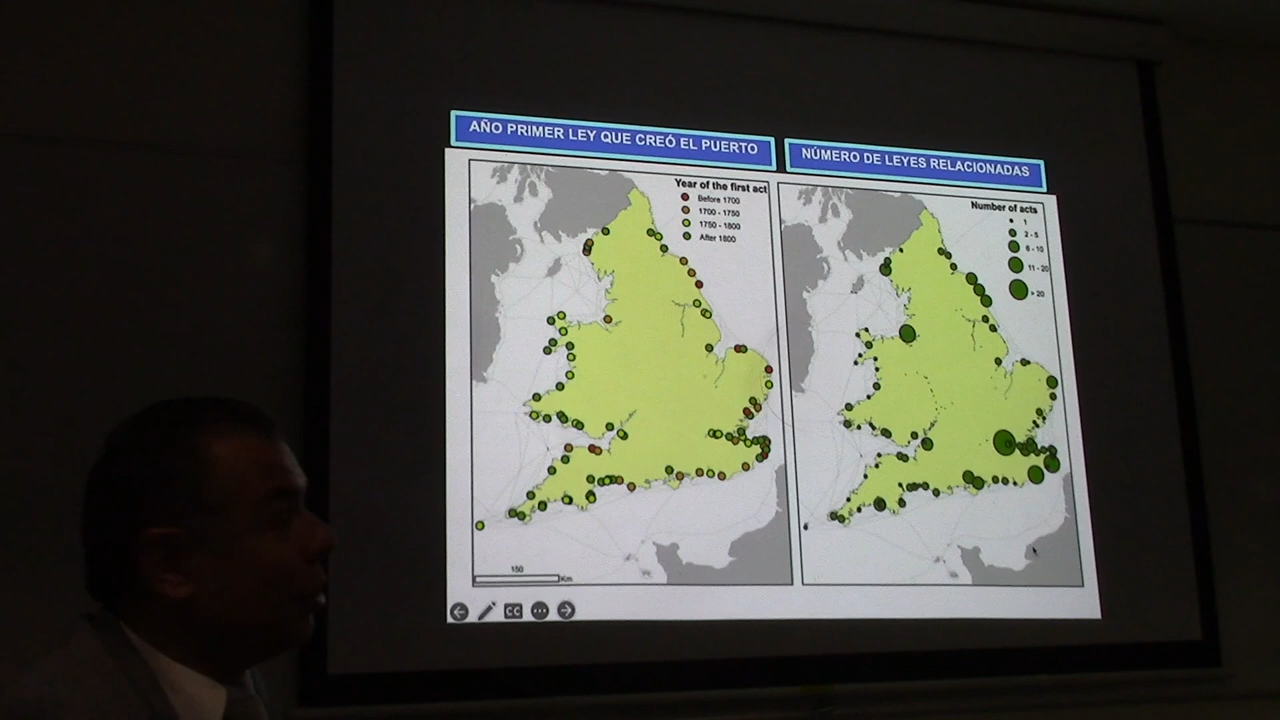 AÑO PRIMER LEY QUE CREÓ EL PUERTO
NÚMERO DE LEYES RELACIONADAS
Year of the first act
Before 1700
1700 - 1750
1750 - 1800
After 1800
150
Km
Number of acts
1
2 - 5
6 - 10
11 - 20
> 20
CC